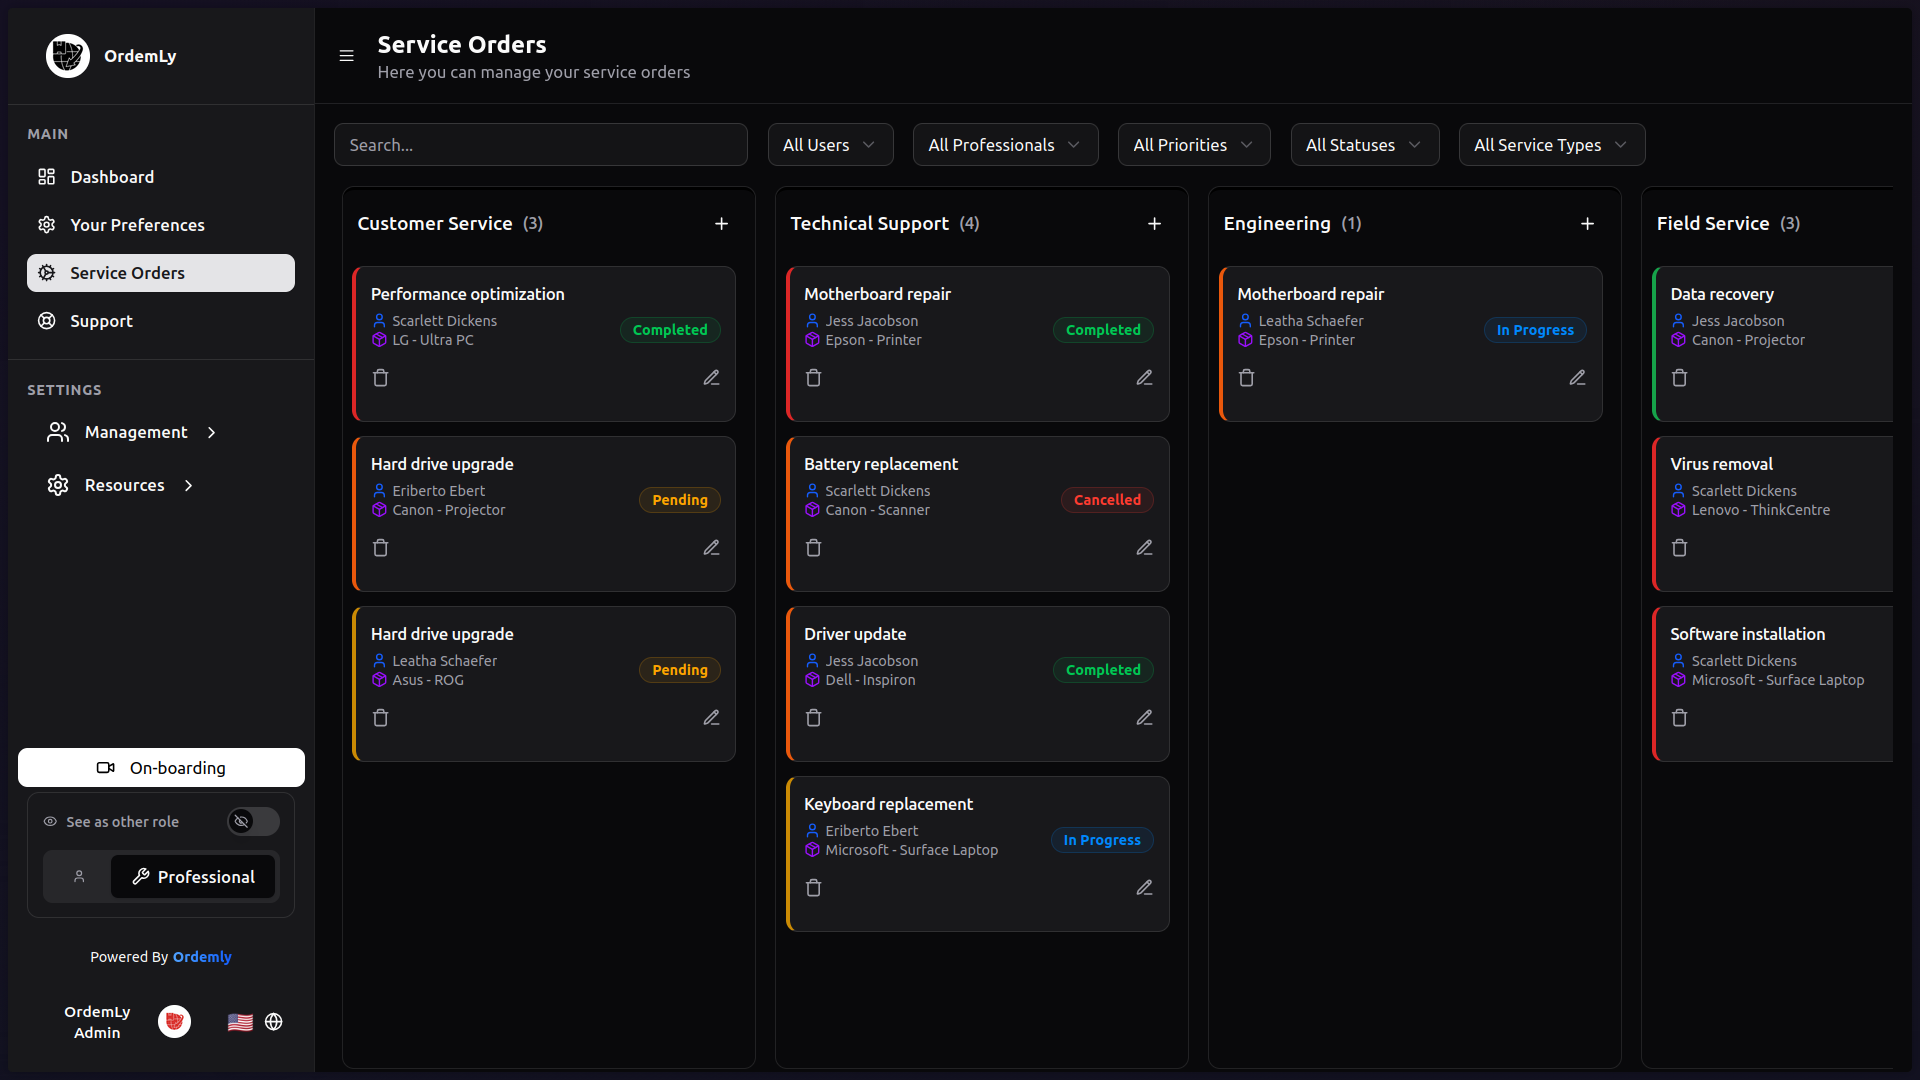 OrdemLy
MAIN
Dashboard
Your Preferences
Service Orders
Support
SETTINGS
Management
Resources
On-boarding
See as other role
Professional
Powered By Ordemly
OrdemLy
Admin
Service Orders
Here you can manage your service orders
Search...
All Users
All Professionals
All Priorities
All Statuses
All Service Types
Customer Service (3)
Performance optimization
Scarlett Dickens
LG - Ultra PC
Completed
Hard drive upgrade
Eriberto Ebert
Canon - Projector
Pending
Hard drive upgrade
Leatha Schaefer
Asus - ROG
Pending
Technical Support (4)
Motherboard repair
Jess Jacobson
Epson - Printer
Completed
Battery replacement
Scarlett Dickens
Canon - Scanner
Cancelled
Driver update
Jess Jacobson
Dell - Inspiron
Completed
Keyboard replacement
Eriberto Ebert
Microsoft - Surface Laptop
In Progress
Engineering (1)
Motherboard repair
Leatha Schaefer
Epson - Printer
In Progress
Field Service (3)
Data recovery
Jess Jacobson
Canon - Projector
Virus removal
Scarlett Dickens
Lenovo - ThinkCentre
Software installation
Scarlett Dickens
Microsoft - Surface Laptop